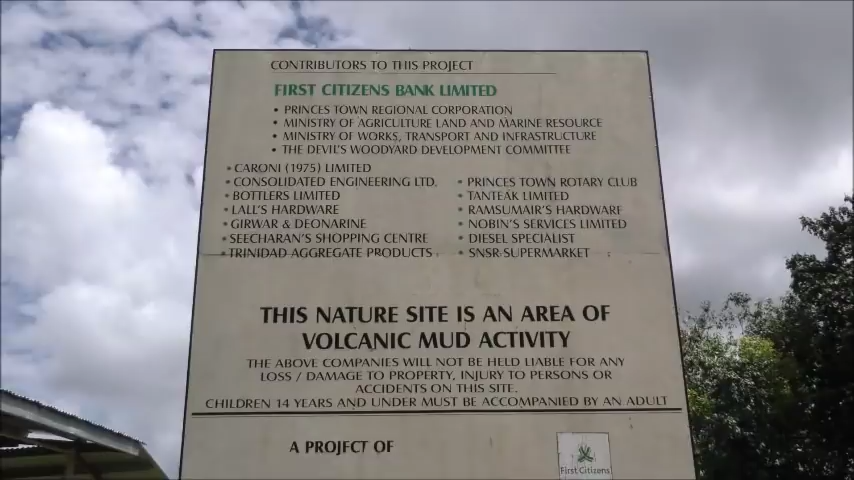 CONTRIBUTORS TO THIS PROJECT
FIRST CITIZENS BANK LIMITED
• PRINCES TOWN REGIONAL CORPORATION
• MINISTRY OF AGRICULTURE LAND AND MARINE RESOURCE
• MINISTRY OF WORKS, TRANSPORT AND INFRASTRUCTURE
• THE DEVIL'S WOODYARD DEVELOPMENT COMMITTEE
• CARONI (1975) LIMITED
• CONSOLIDATED ENGINEERING LTD.
• BOTTLERS LIMITED
• LALL'S HARDWARE
• GIRWAR & DEONARINE
• SEECHARAN'S SHOPPING CENTRE
• TRINIDAD AGGREGATE PRODUCTS
• PRINCES TOWN ROTARY CLUB
• TANTEAK LIMITED
• RAMSUMAIR'S HARDWARE
• NOBIN'S SERVICES LIMITED
• DIESEL SPECIALIST
• SNSR SUPERMARKET
THIS NATURE SITE IS AN AREA OF
VOLCANIC MUD ACTIVITY
THE ABOVE COMPANIES WILL NOT BE HELD LIABLE FOR ANY
LOSS / DAMAGE TO PROPERTY, INJURY TO PERSONS OR
ACCIDENTS ON THIS SITE.
CHILDREN 14 YEARS AND UNDER MUST BE ACCOMPANIED BY AN ADULT
A PROJECT OF
First Citizens